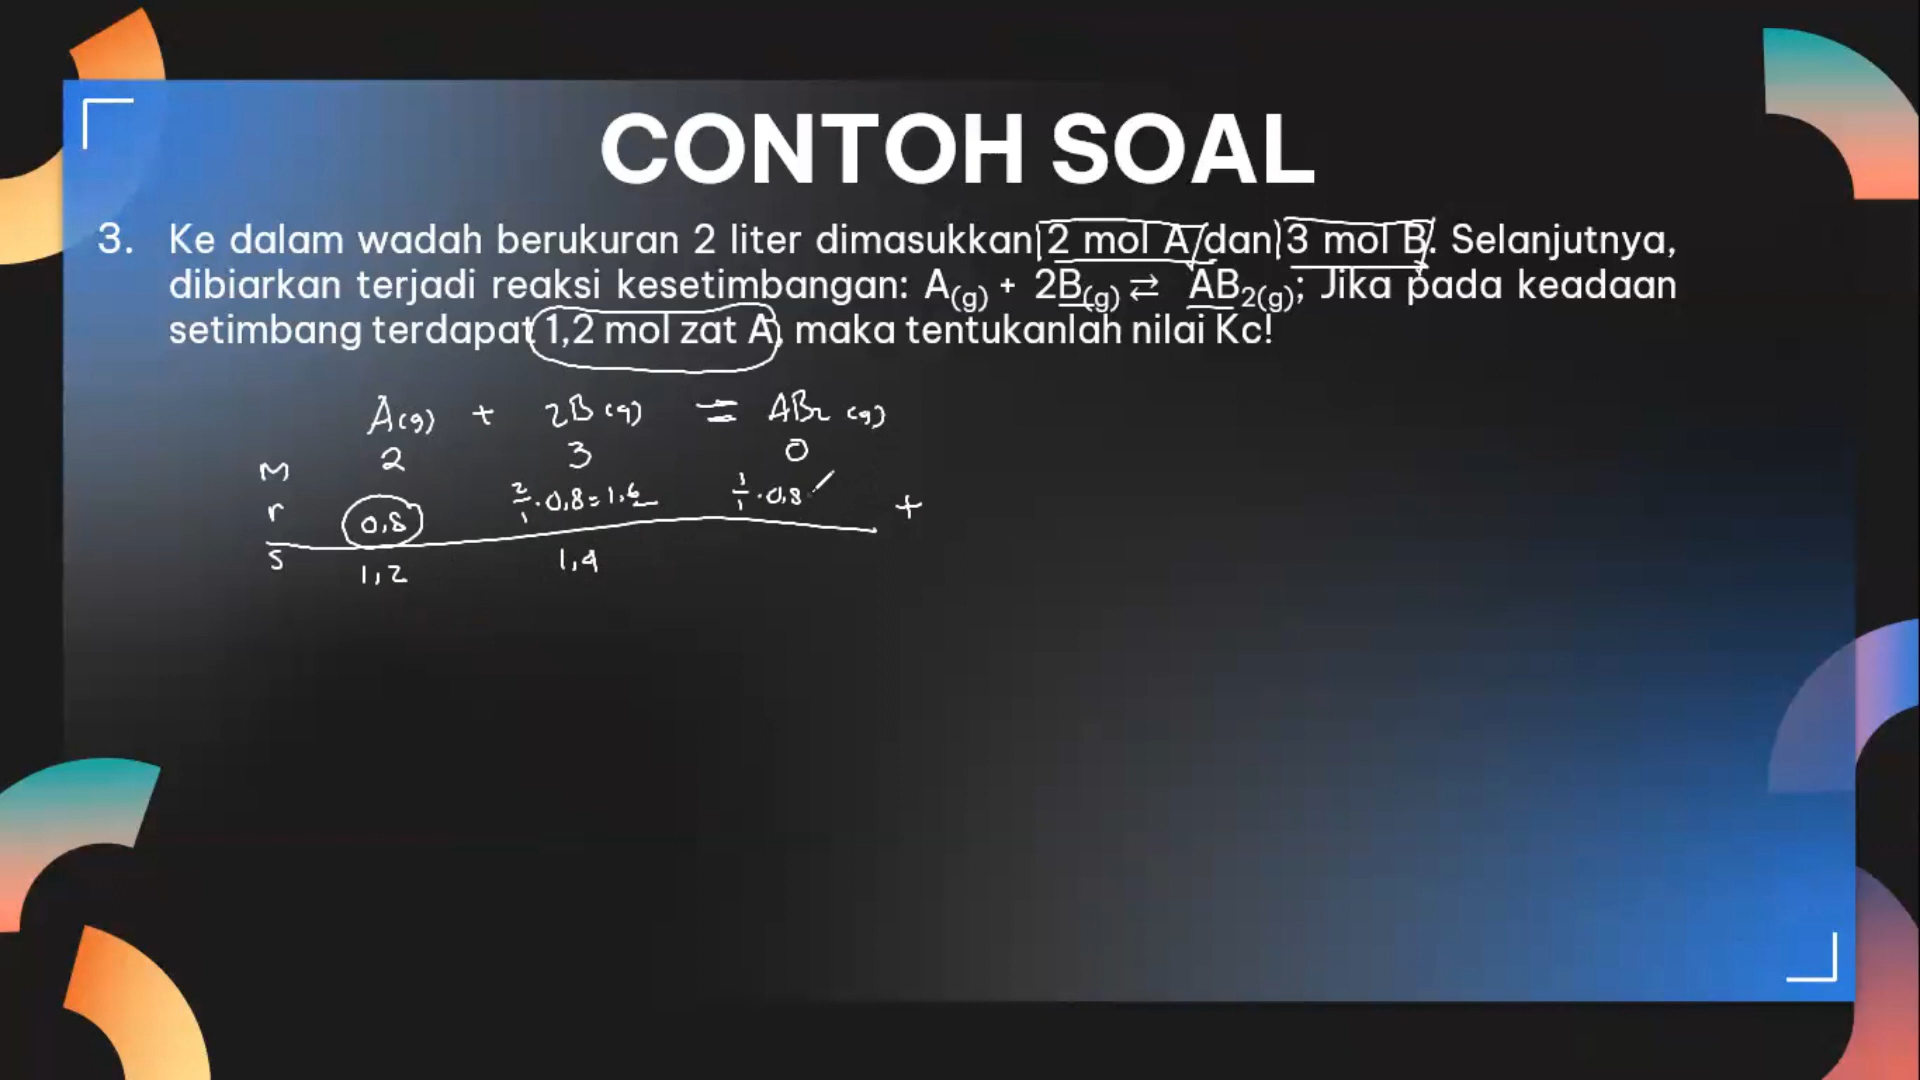 CONTOH SOAL
3. Ke dalam wadah berukuran 2 liter dimasukkan 2 mol A dan 3 mol B. Selanjutnya,
dibiarkan terjadi reaksi kesetimbangan: A(g) + 2B(g) ⇄ AB2(g); Jika pada keadaan
setimbang terdapat 1,2 mol zat A, maka tentukanlah nilai Kc!
A(g) + 2B(g) ⇌ AB2(g)
M 2 3 0
r 0,8 2/1 . 0,8 = 1,6 1/1 . 0,8 +
s 1,2 1,4